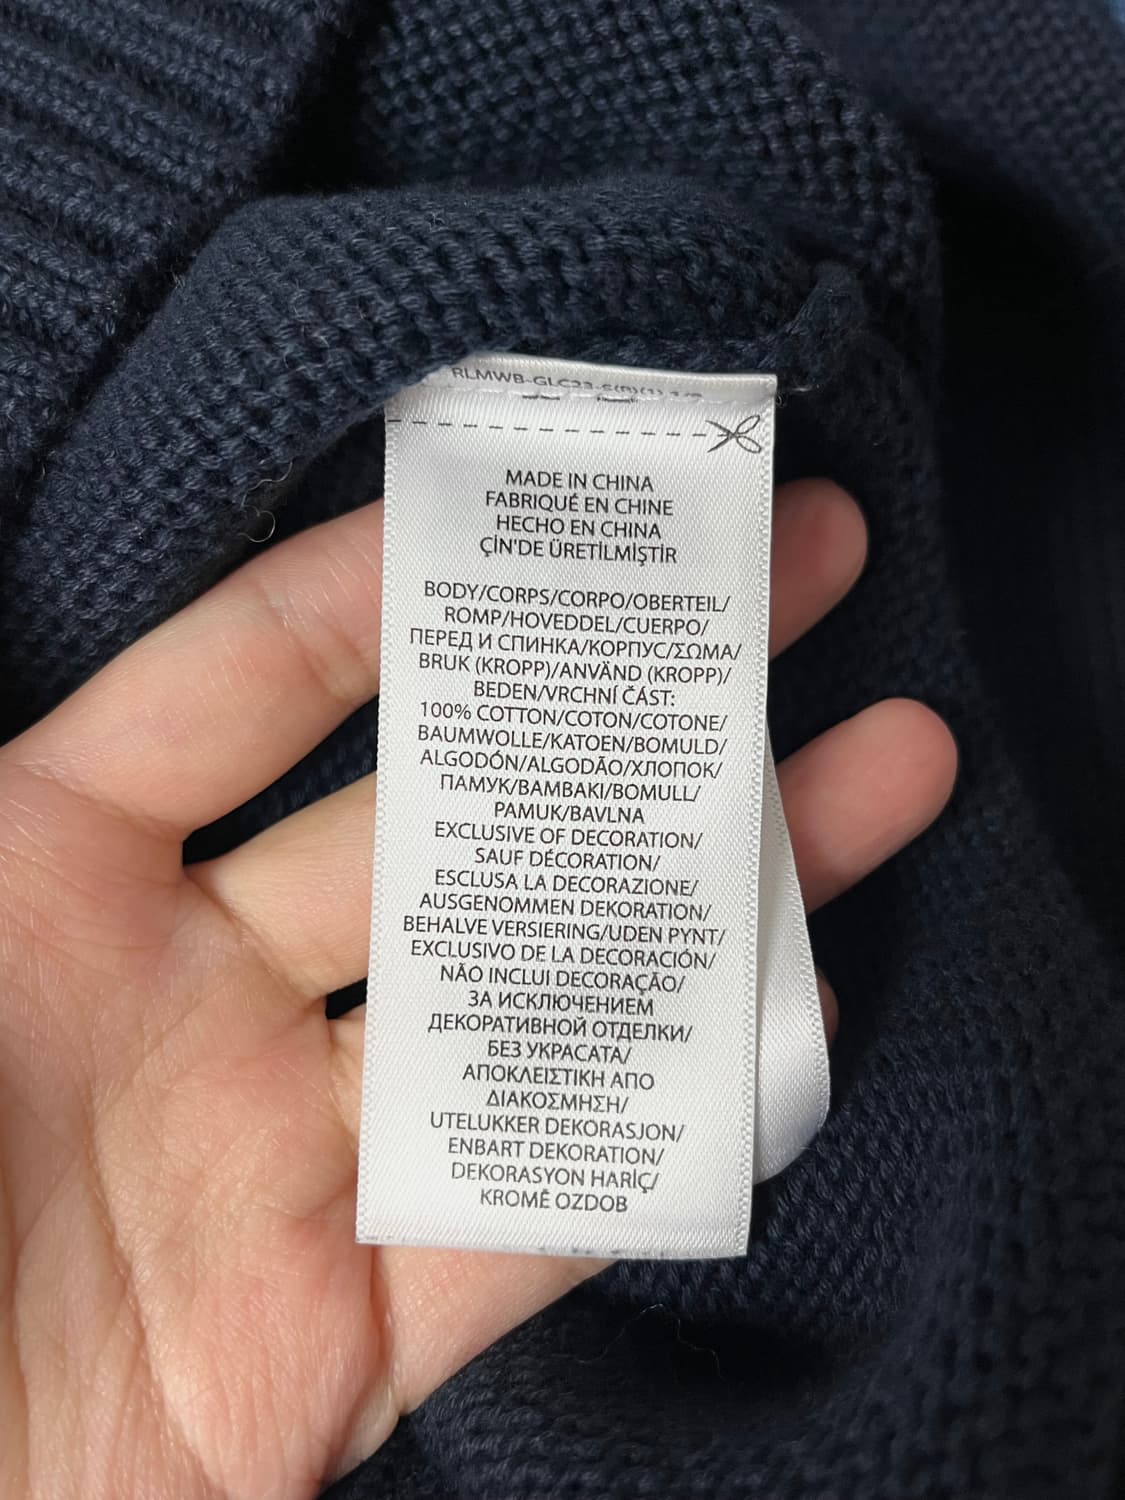 RLMWB-GLC23-
MADE IN CHINA
FABRIQUÉ EN CHINE
HECHO EN CHINA
ÇİN'DE ÜRETİLMİŞTİR
BODY/CORPS/CORPO/OBERTEIL/
ROMP/HOVEDDEL/CUERPO/
ПЕРЕД И СПИНКА/КОРПУС/ΣΩΜΑ/
BRUK (KROPP)/ANVÄND (KROPP)/
BEDEN/VRCHNÍ ČÁST:
100% COTTON/COTON/COTONE/
BAUMWOLLE/KATOEN/BOMULD/
ALGODÓN/ALGODÃO/ХЛОПОК/
ПАМУК/ΒΑΜΒΑΚΙ/BOMULL/
PAMUK/BAVLNA
EXCLUSIVE OF DECORATION/
SAUF DÉCORATION/
ESCLUSA LA DECORAZIONE/
AUSGENOMMEN DEKORATION/
BEHALVE VERSIERING/UDEN PYNT/
EXCLUSIVO DE LA DECORACIÓN/
NÃO INCLUI DECORAÇÃO/
ЗА ИСКЛЮЧЕНИЕМ
ДЕКОРАТИВНОЙ ОТДЕЛКИ/
БЕЗ УКРАСАТА/
ΑΠΟΚΛΕΙΣΤΙΚΗ ΑΠΟ
ΔΙΑΚΟΣΜΗΣΗ/
UTELUKKER DEKORASJON/
ENBART DEKORATION/
DEKORASYON HARİÇ/
KROMĚ OZDOB